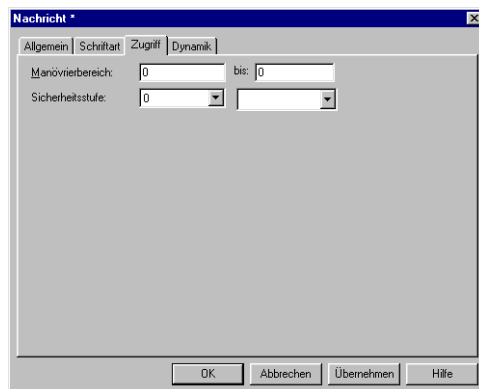 Nachricht *
Allgemein Schriftart Zugriff Dynamik
Manövrierbereich: 0 bis: 0
Sicherheitsstufe: 0
OK Abbrechen Übernehmen Hilfe